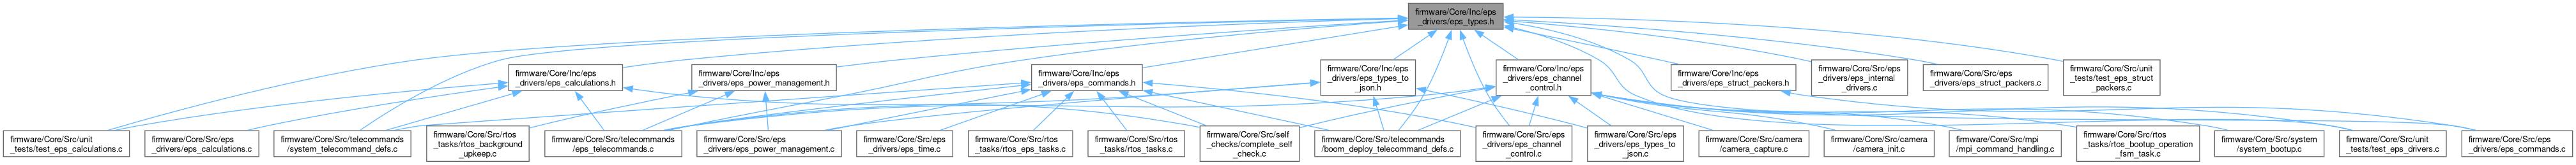 firmware/Core/Inc/eps
_drivers/eps_types.h
firmware/Core/Inc/eps
_drivers/eps_calculations.h
firmware/Core/Inc/eps
_drivers/eps_power_management.h
firmware/Core/Inc/eps
_drivers/eps_commands.h
firmware/Core/Inc/eps
_drivers/eps_types_to
_json.h
firmware/Core/Inc/eps
_drivers/eps_channel
_control.h
firmware/Core/Inc/eps
_drivers/eps_struct_packers.h
firmware/Core/Src/eps
_drivers/eps_internal
_drivers.c
firmware/Core/Src/eps
_drivers/eps_struct_packers.c
firmware/Core/Src/unit
_tests/test_eps_struct
_packers.c
firmware/Core/Src/unit
_tests/test_eps_calculations.c
firmware/Core/Src/eps
_drivers/eps_calculations.c
firmware/Core/Src/telecommands
/system_telecommand_defs.c
firmware/Core/Src/rtos
_tasks/rtos_background
_upkeep.c
firmware/Core/Src/telecommands
/eps_telecommands.c
firmware/Core/Src/eps
_drivers/eps_power_management.c
firmware/Core/Src/eps
_drivers/eps_time.c
firmware/Core/Src/rtos
_tasks/rtos_eps_tasks.c
firmware/Core/Src/rtos
_tasks/rtos_tasks.c
firmware/Core/Src/self
_checks/complete_self
_check.c
firmware/Core/Src/telecommands
/boom_deploy_telecommand_defs.c
firmware/Core/Src/eps
_drivers/eps_channel
_control.c
firmware/Core/Src/eps
_drivers/eps_types_to
_json.c
firmware/Core/Src/camera
/camera_capture.c
firmware/Core/Src/camera
/camera_init.c
firmware/Core/Src/mpi
/mpi_command_handling.c
firmware/Core/Src/rtos
_tasks/rtos_bootup_operation
_fsm_task.c
firmware/Core/Src/system
/system_bootup.c
firmware/Core/Src/unit
_tests/test_eps_drivers.c
firmware/Core/Src/eps
_drivers/eps_commands.c